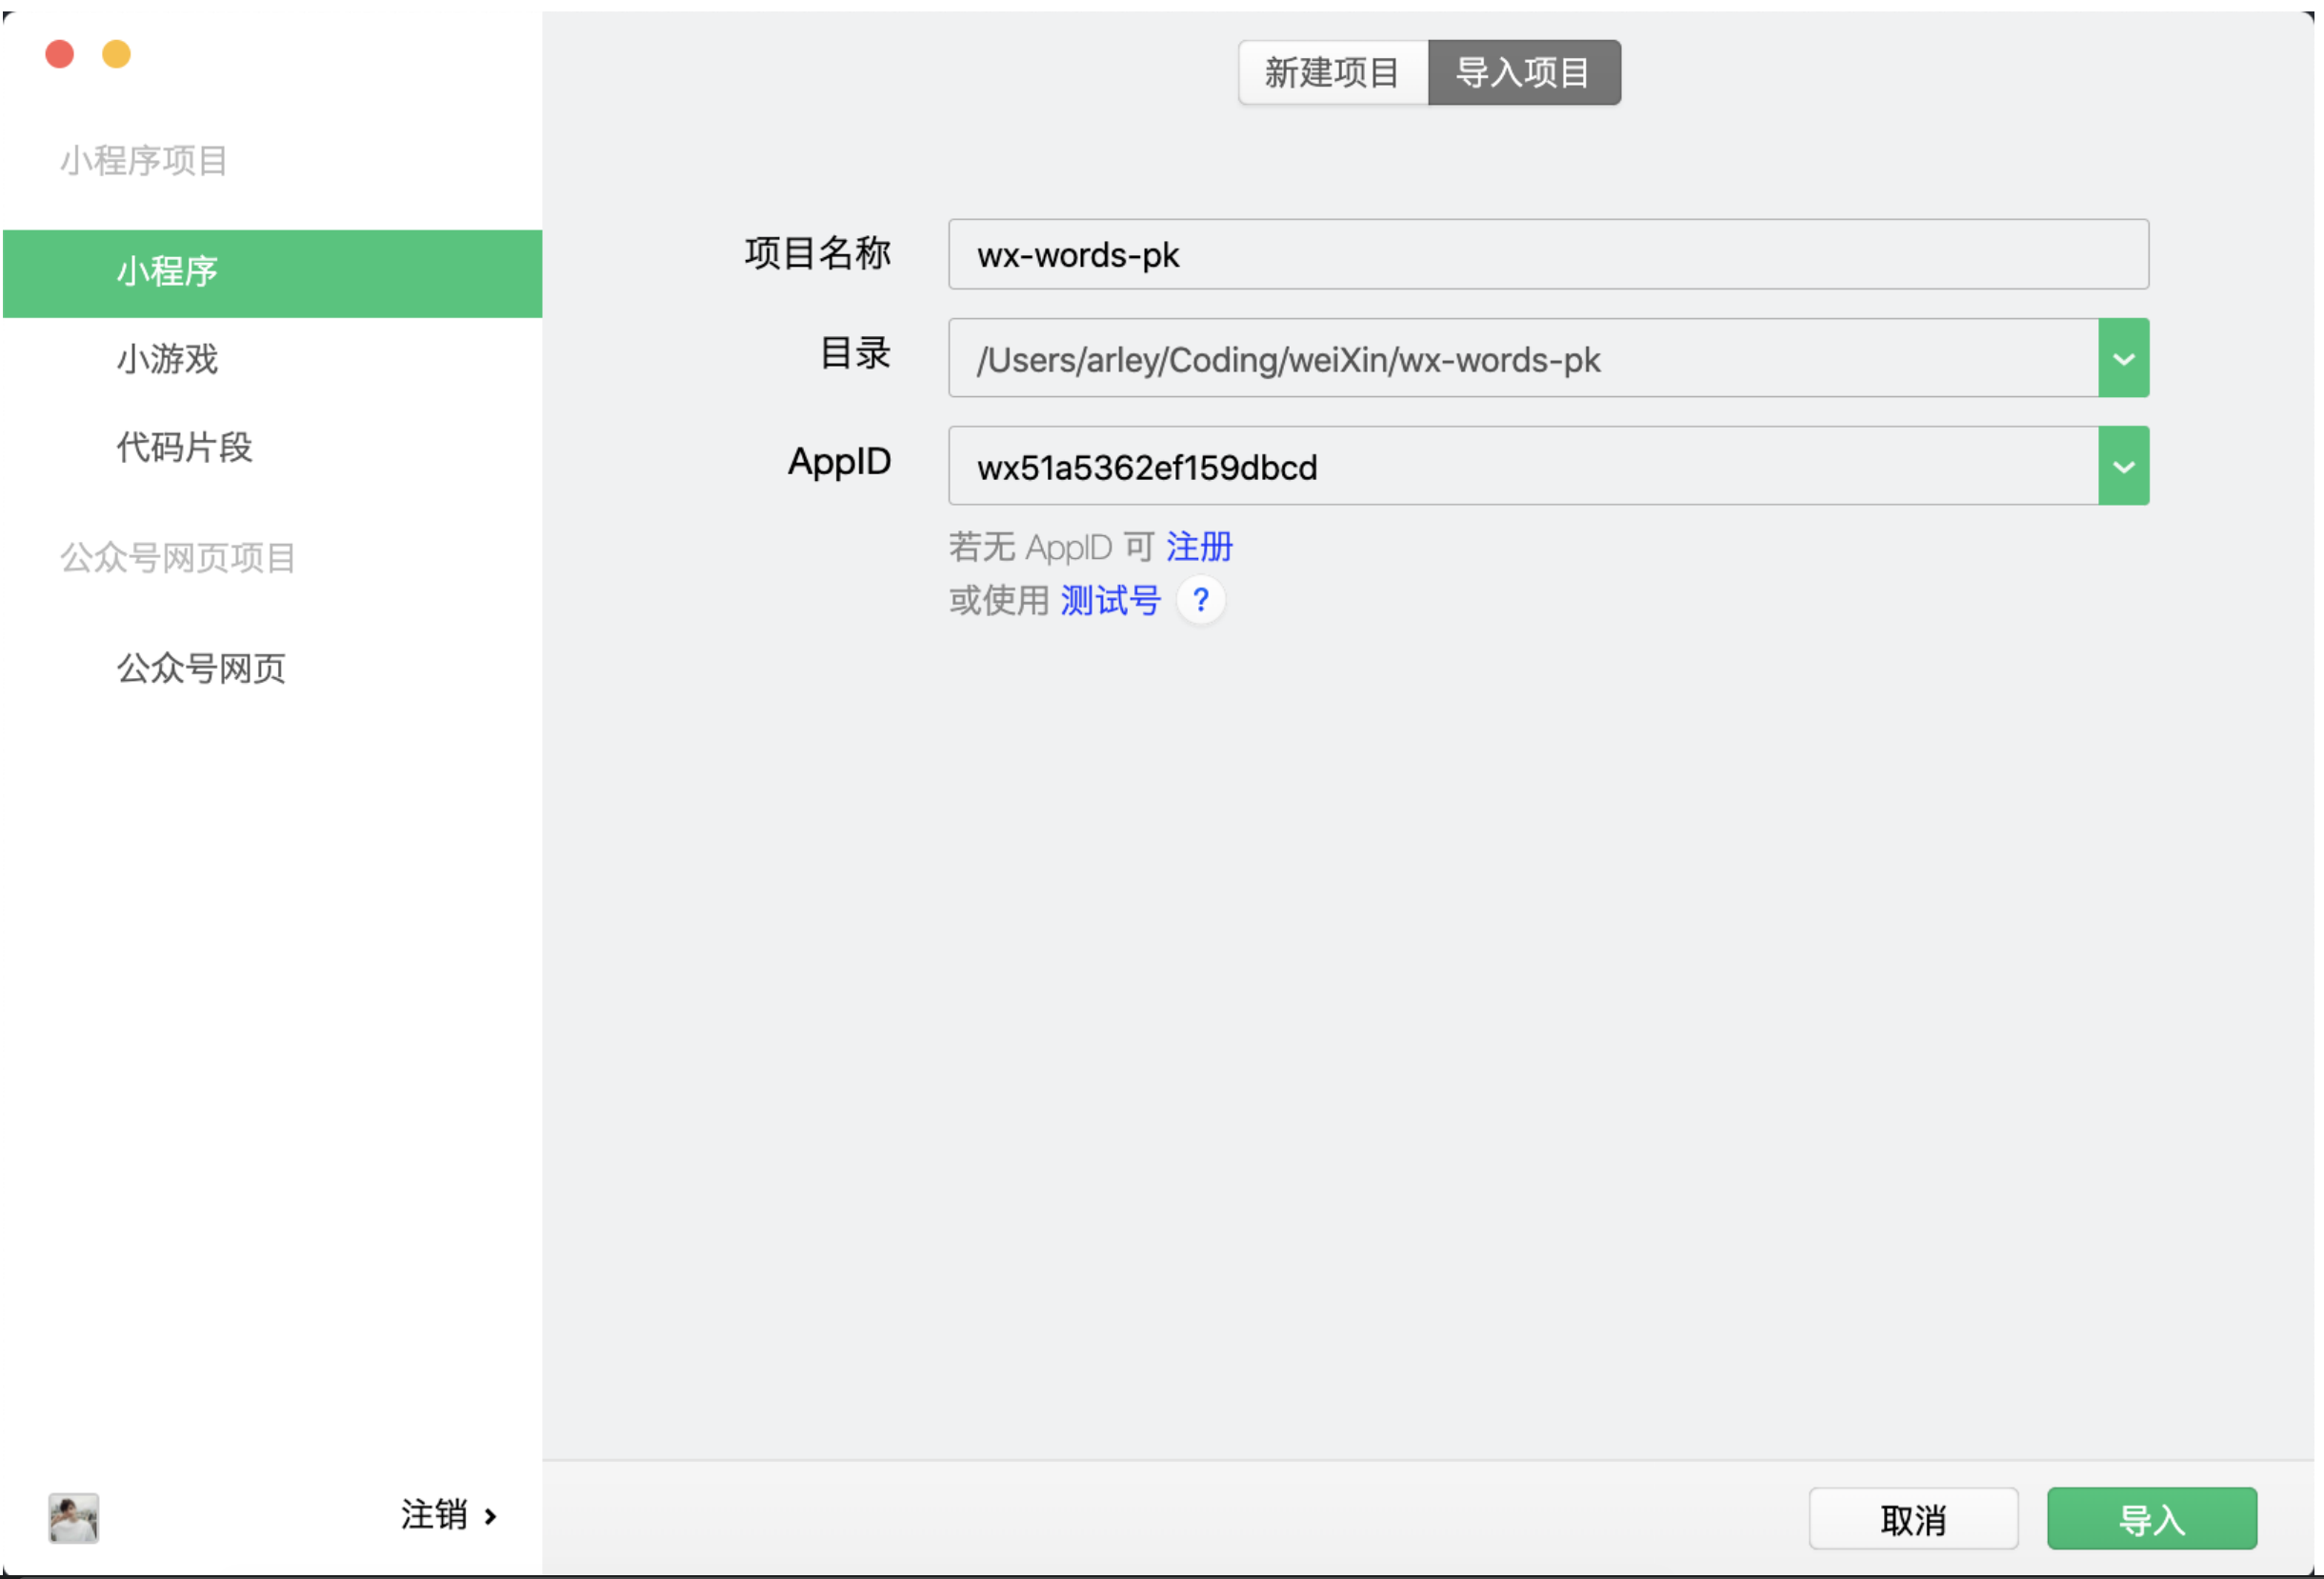 新建项目 导入项目
小程序项目
小程序
小游戏
代码片段
公众号网页项目
公众号网页
注销
项目名称 wx-words-pk
目录 /Users/arley/Coding/weiXin/wx-words-pk
AppID wx51a5362ef159dbcd
若无 AppID 可 注册
或使用 测试号 ?
取消 导入